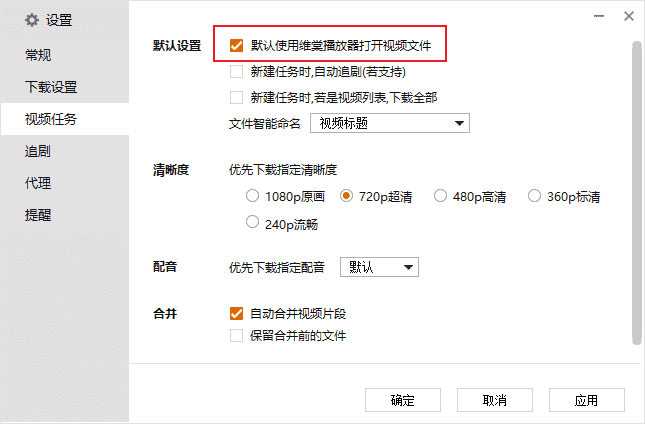 设置
常规
下载设置
视频任务
追剧
代理
提醒
默认设置 默认使用维棠播放器打开视频文件
新建任务时,自动追剧(若支持)
新建任务时,若是视频列表,下载全部
文件智能命名 视频标题
清晰度 优先下载指定清晰度
1080p原画 720p超清 480p高清 360p标清
240p流畅
配音 优先下载指定配音 默认
合并 自动合并视频片段
保留合并前的文件
确定 取消 应用